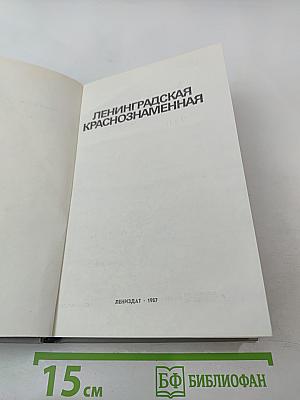 ЛЕНИНГРАДСКАЯ
КРАСНОЗНАМЕННАЯ
ЛЕНИЗДАТ · 1987
15 см
БФ БИБЛИОФАН